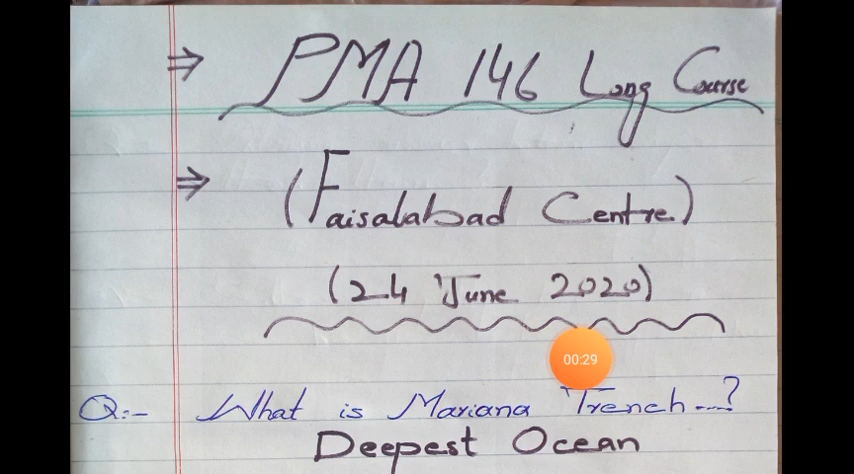 ⇒ PMA 146 Long Course
⇒ (Faisalabad Centre)
(24 June 2020)
00:29
Q:- What is Mariana Trench---?
Deepest Ocean